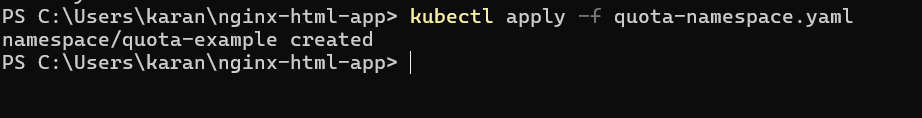 PS C:\Users\karan\nginx-html-app> kubectl apply -f quota-namespace.yaml
namespace/quota-example created
PS C:\Users\karan\nginx-html-app>